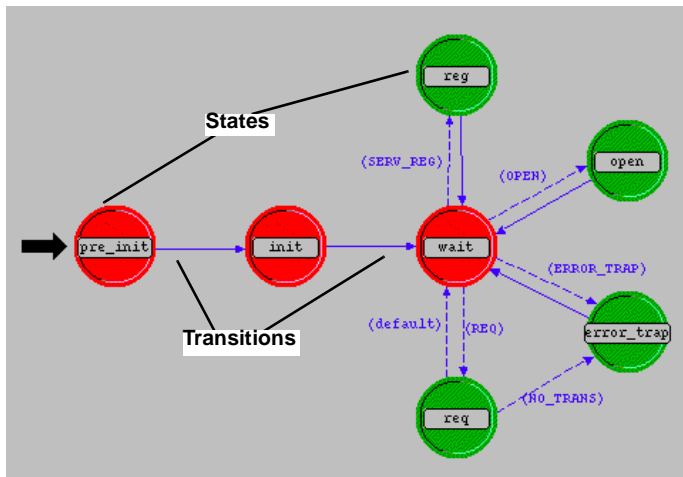 reg
States
(SERV_REG)
(OPEN)
open
pre_init
init
wait
(ERROR_TRAP)
(default)
(REQ)
Transitions
error_trap
(NO_TRANS)
req